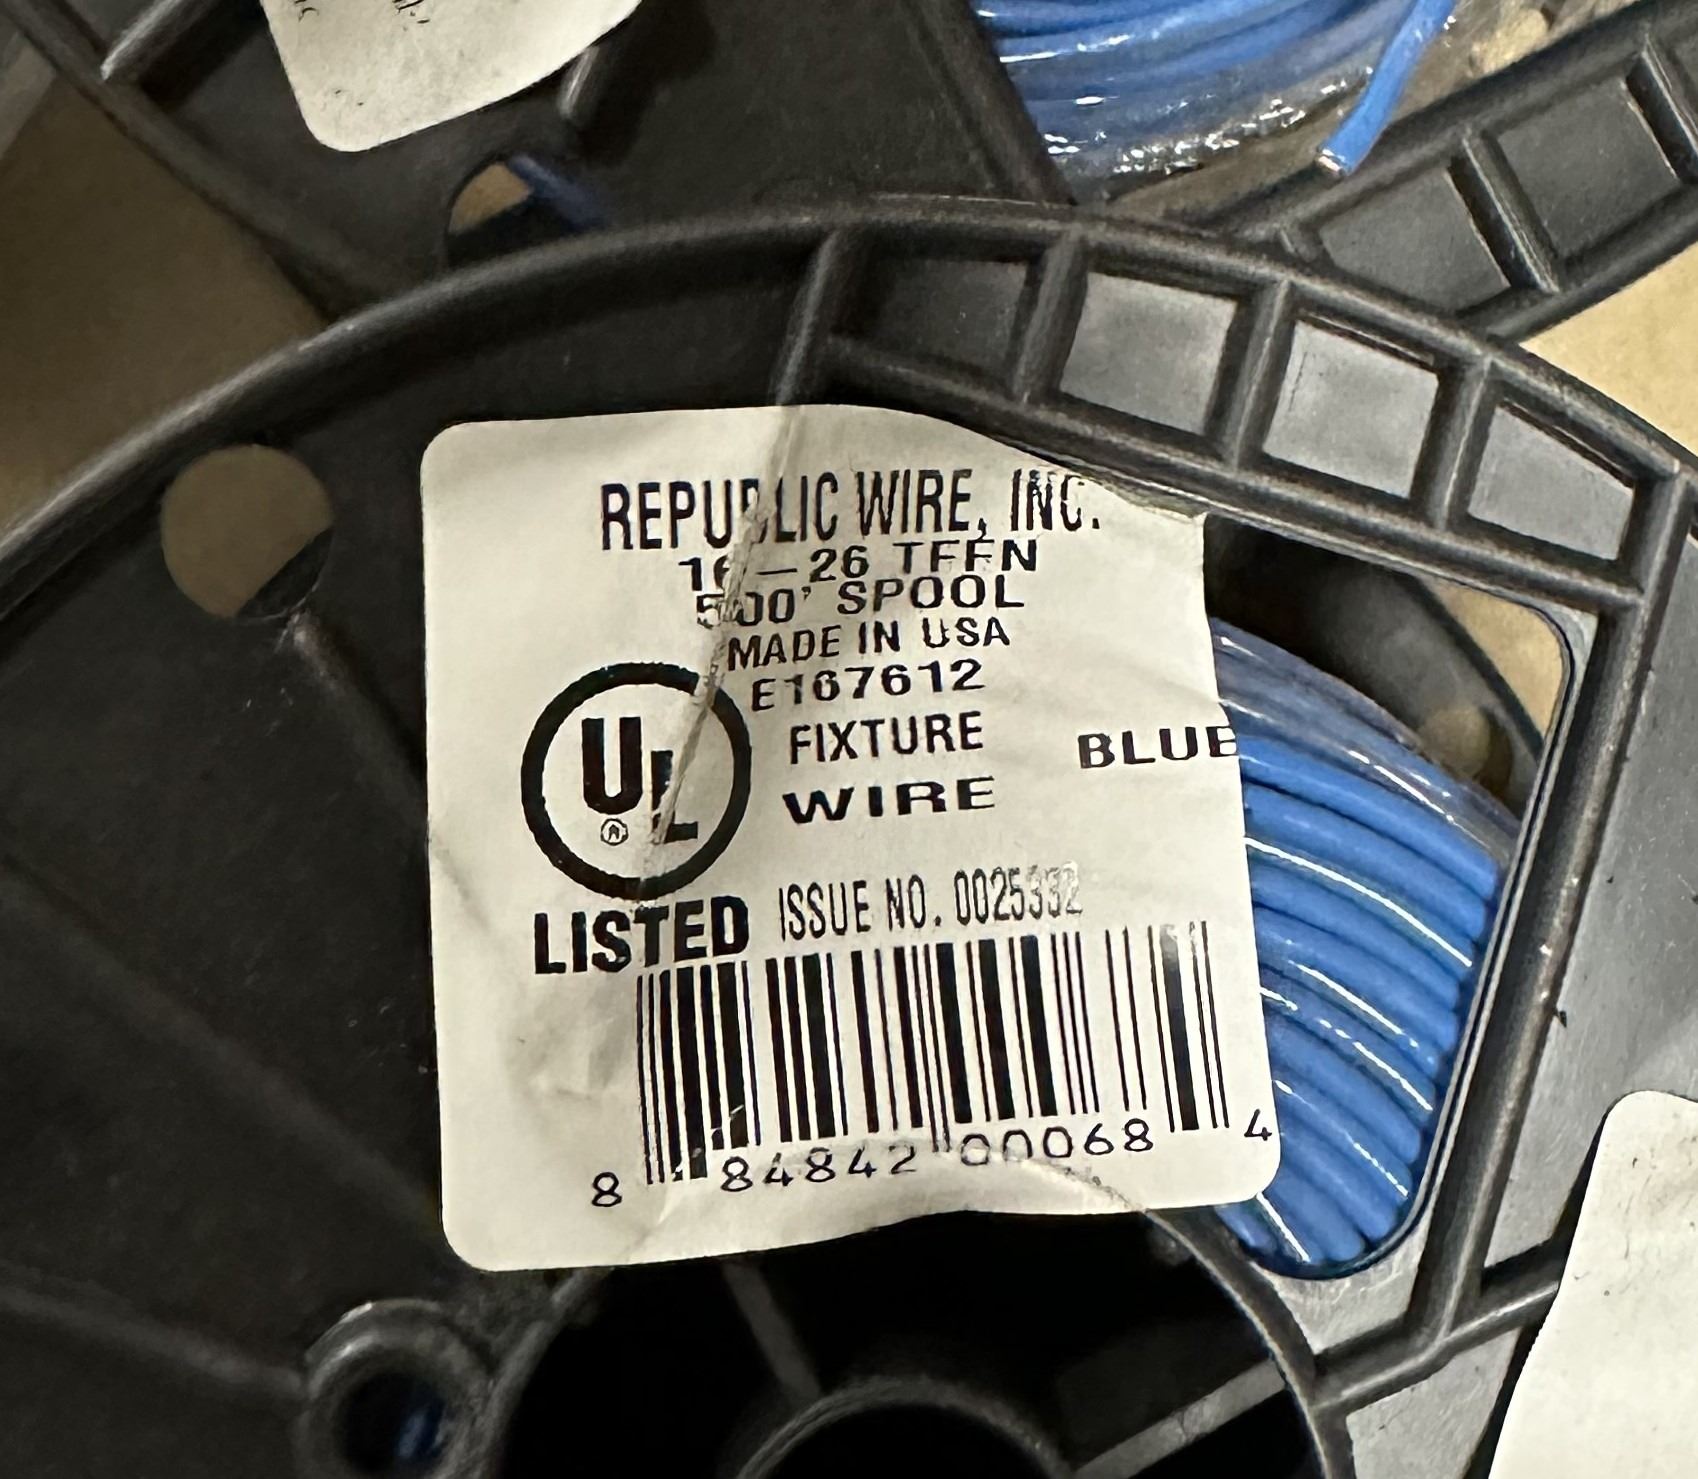 REPUBLIC WIRE, INC.
16-26 TFFN
500' SPOOL
MADE IN USA
E167612
FIXTURE
WIRE
BLUE
UL
®
LISTED
ISSUE NO. 0025332
8 84842 00068 4